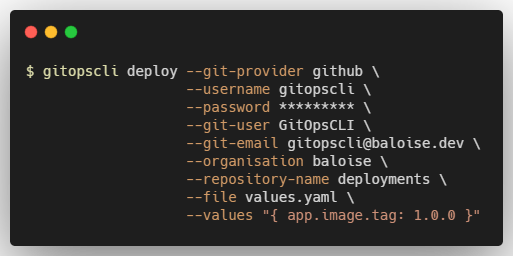 $ gitopscli deploy --git-provider github \
--username gitopscli \
--password ********* \
--git-user GitOpsCLI \
--git-email gitopscli@baloise.dev \
--organisation baloise \
--repository-name deployments \
--file values.yaml \
--values "{ app.image.tag: 1.0.0 }"